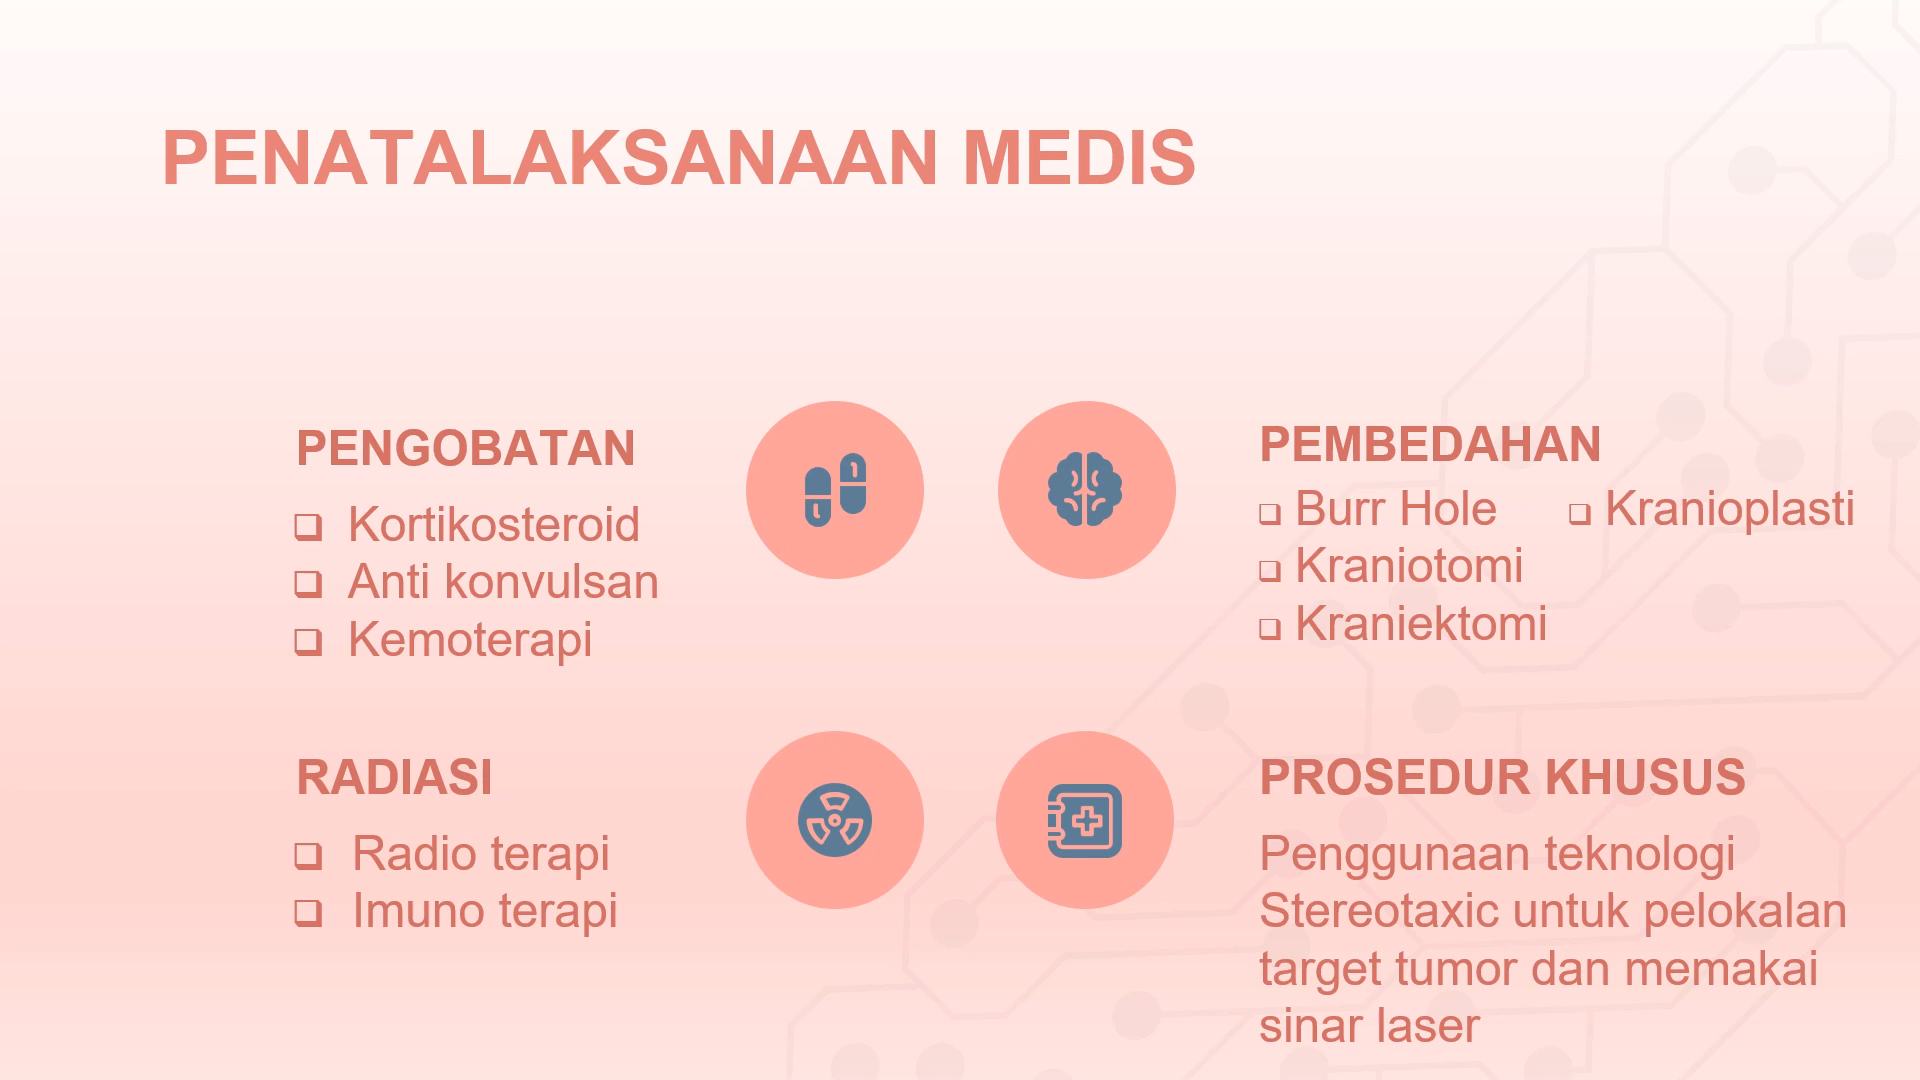 PENATALAKSANAAN MEDIS
PENGOBATAN
❑ Kortikosteroid
❑ Anti konvulsan
❑ Kemoterapi
PEMBEDAHAN
❑ Burr Hole ❑ Kranioplasti
❑ Kraniotomi
❑ Kraniektomi
RADIASI
❑ Radio terapi
❑ Imuno terapi
PROSEDUR KHUSUS
Penggunaan teknologi
Stereotaxic untuk pelokalan
target tumor dan memakai
sinar laser